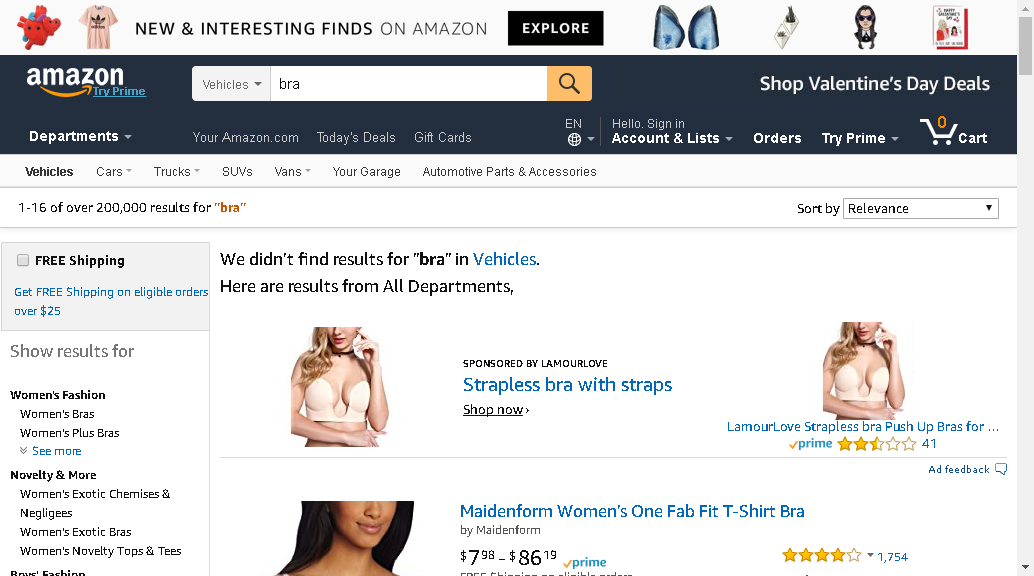 NEW & INTERESTING FINDS ON AMAZON
EXPLORE
amazon
Try Prime
Vehicles
bra
Shop Valentine's Day Deals
Departments
Your Amazon.com
Today's Deals
Gift Cards
EN
Hello. Sign in
Account & Lists
Orders
Try Prime
0
Cart
Vehicles
Cars
Trucks
SUVs
Vans
Your Garage
Automotive Parts & Accessories
1-16 of over 200,000 results for "bra"
Sort by
Relevance
FREE Shipping
Get FREE Shipping on eligible orders
over $25
Show results for
Women's Fashion
Women's Bras
Women's Plus Bras
See more
Novelty & More
Women's Exotic Chemises &
Negligees
Women's Exotic Bras
Women's Novelty Tops & Tees
Boys' Fashion
We didn't find results for "bra" in Vehicles.
Here are results from All Departments,
SPONSORED BY LAMOURLOVE
Strapless bra with straps
Shop now ›
LamourLove Strapless bra Push Up Bras for ...
prime
41
Ad feedback
Maidenform Women's One Fab Fit T-Shirt Bra
by Maidenform
$7 98 - $86 19 prime
1,754
FREE Shipping on eligible orders